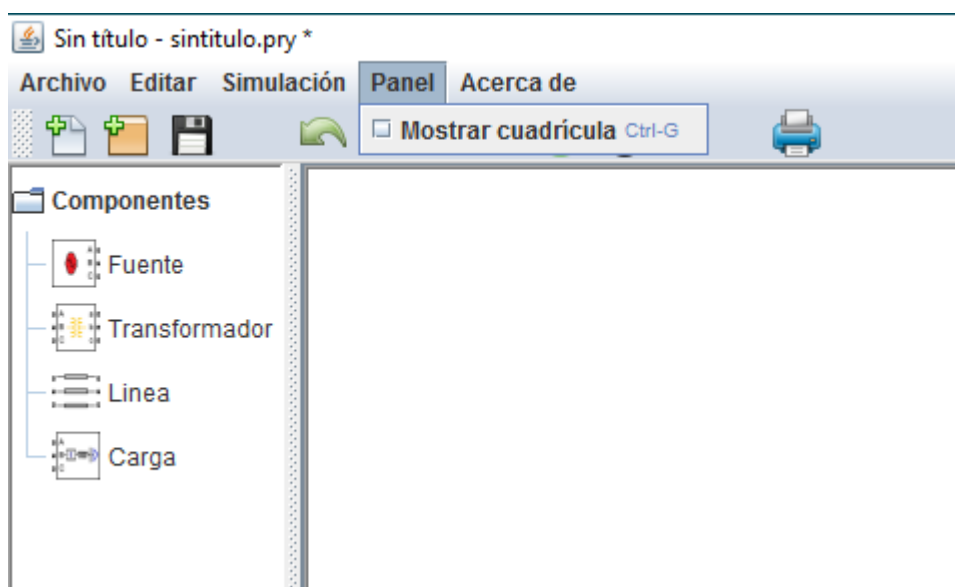 Sin título - sintitulo.pry *
Archivo Editar Simulación Panel Acerca de
Mostrar cuadrícula Ctrl-G
Componentes
Fuente
Transformador
Linea
Carga